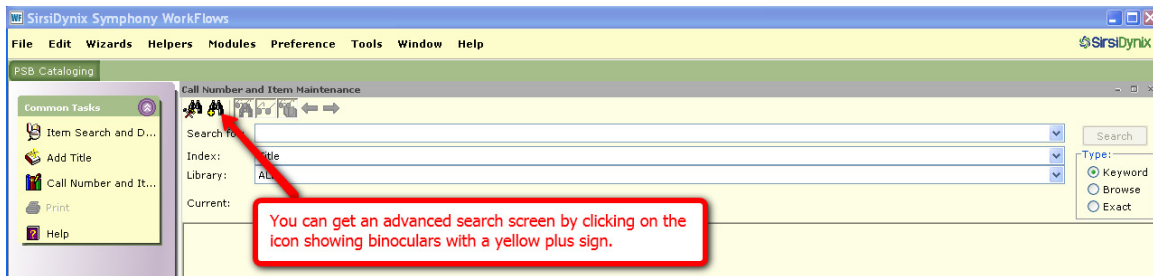 WF SirsiDynix Symphony WorkFlows
File Edit Wizards Helpers Modules Preference Tools Window Help
SirsiDynix
PSB Cataloging
Call Number and Item Maintenance
Common Tasks
Item Search and D...
Add Title
Call Number and It...
Print
Help
Search for:
Search
Index: Title
Library:
Current:
Type:
Keyword
Browse
Exact
You can get an advanced search screen by clicking on the
icon showing binoculars with a yellow plus sign.